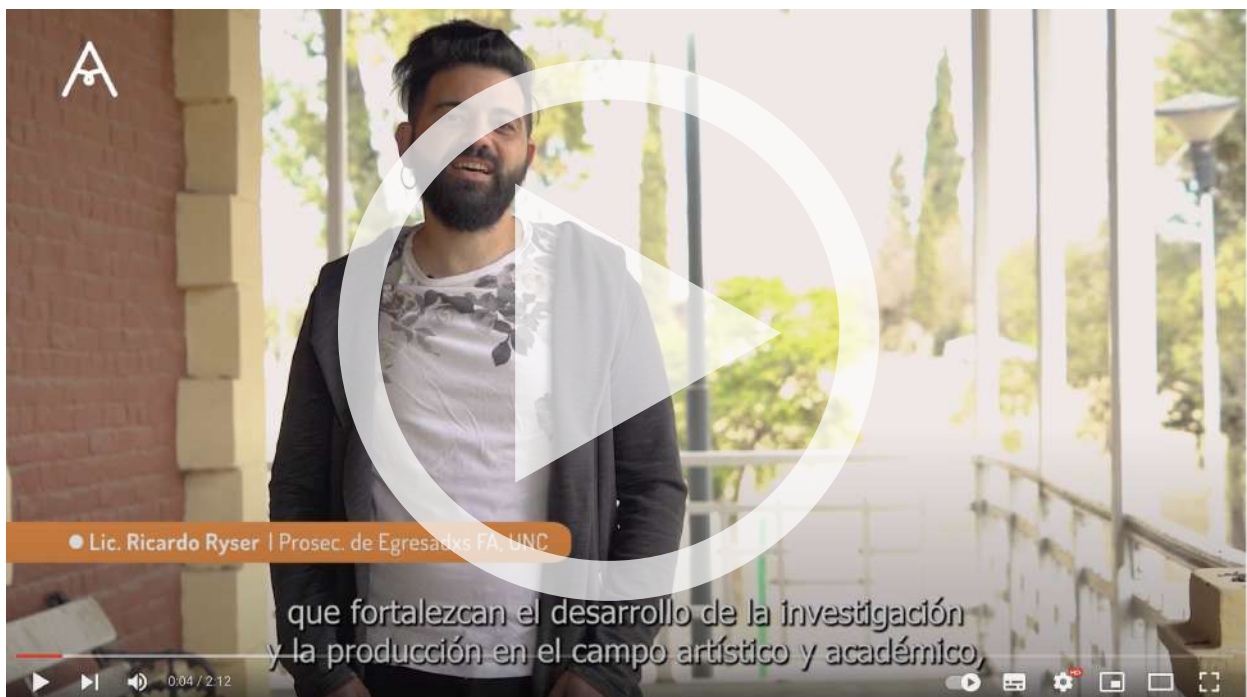 ● Lic. Ricardo Ryser | Prosec. de Egresadxs FA, UNC
que fortalezcan el desarrollo de la investigación
y la producción en el campo artístico y académico,
0:04 / 2:12
HD